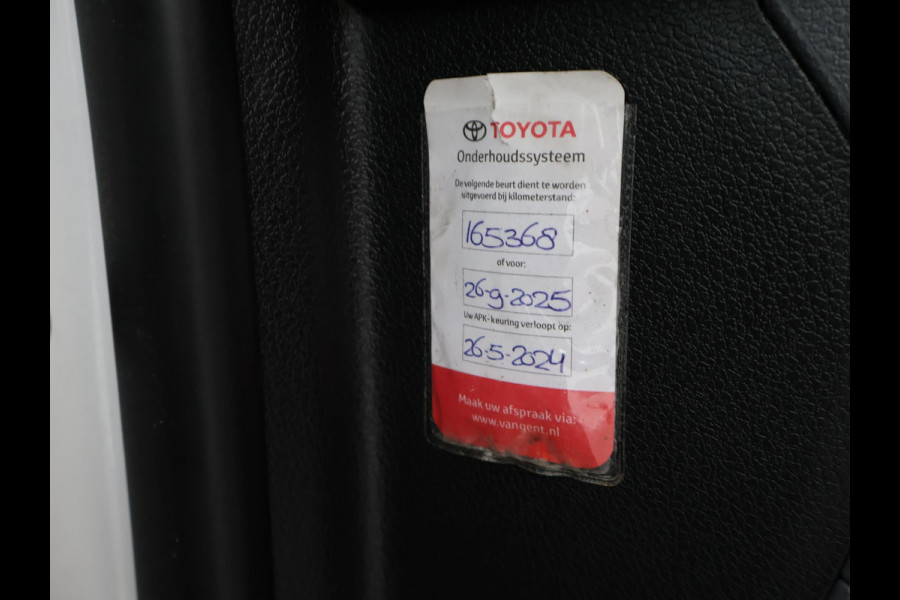 TOYOTA
Onderhoudssysteem
De volgende beurt dient te worden
uitgevoerd bij kilometerstand:
165368
of voor:
26-9-2025
Uw APK-keuring verloopt op:
26-5-2024
Maak uw afspraak via:
www.vangent.nl